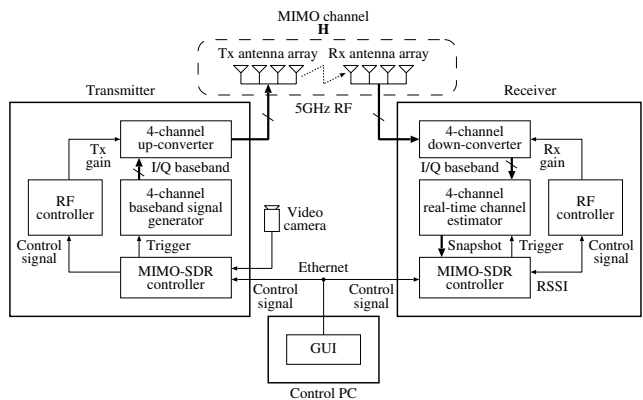 MIMO channel
H
Tx antenna array
Rx antenna array
5GHz RF
Transmitter
Receiver
4-channel
up-converter
Tx
gain
I/Q baseband
RF
controller
4-channel
baseband signal
generator
Control
signal
Trigger
MIMO-SDR
controller
Video
camera
Ethernet
Control
signal
Control
signal
4-channel
down-converter
I/Q baseband
Rx
gain
4-channel
real-time channel
estimator
RF
controller
Snapshot
Trigger
Control
signal
MIMO-SDR
controller
RSSI
GUI
Control PC